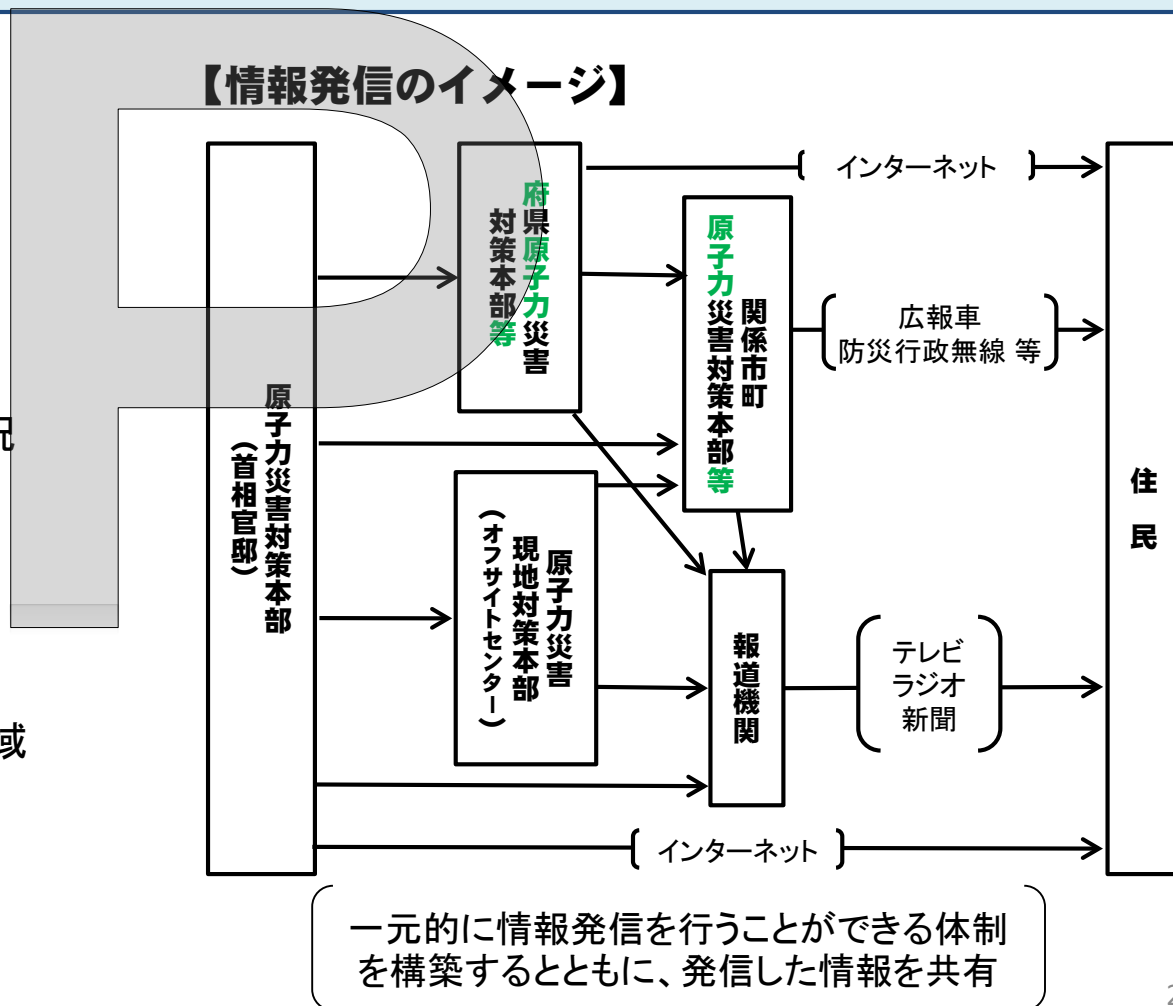 【情報発信のイメージ】
インターネット
府県原子力災害
対策本部等
関係市町
原子力災害対策本部等
広報車
防災行政無線 等
原子力災害対策本部
（首相官邸）
況
住民
原子力災害
現地対策本部
（オフサイトセンター）
報道機関
テレビ
ラジオ
新聞
域
インターネット
一元的に情報発信を行うことができる体制
を構築するとともに、発信した情報を共有
P